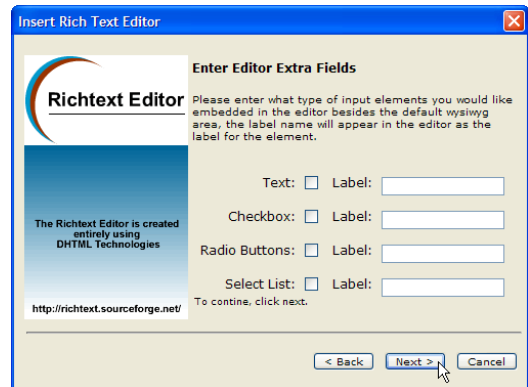 Insert Rich Text Editor
Richtext Editor
The Richtext Editor is created
entirely using
DHTML Technologies
http://richtext.sourceforge.net/
Enter Editor Extra Fields
Please enter what type of input elements you would like
embedded in the editor besides the default wysiwyg
area, the label name will appear in the editor as the
label for the element.
Text: Label:
Checkbox: Label:
Radio Buttons: Label:
Select List: Label:
To contine, click next.
< Back Next > Cancel